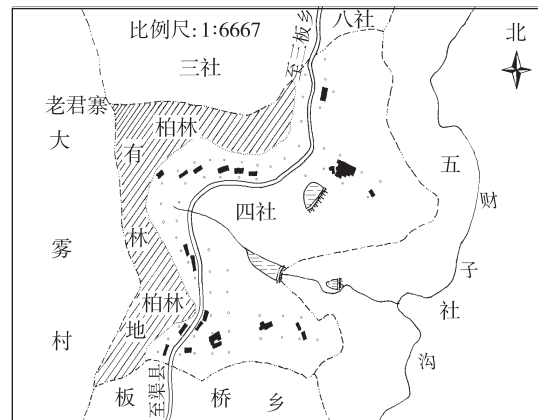 比例尺:1:6667
八社
北
至三板乡
三社
老君寨
柏林
大雾村
有林地
五社
财子沟
四社
柏林
至渠县
板桥乡